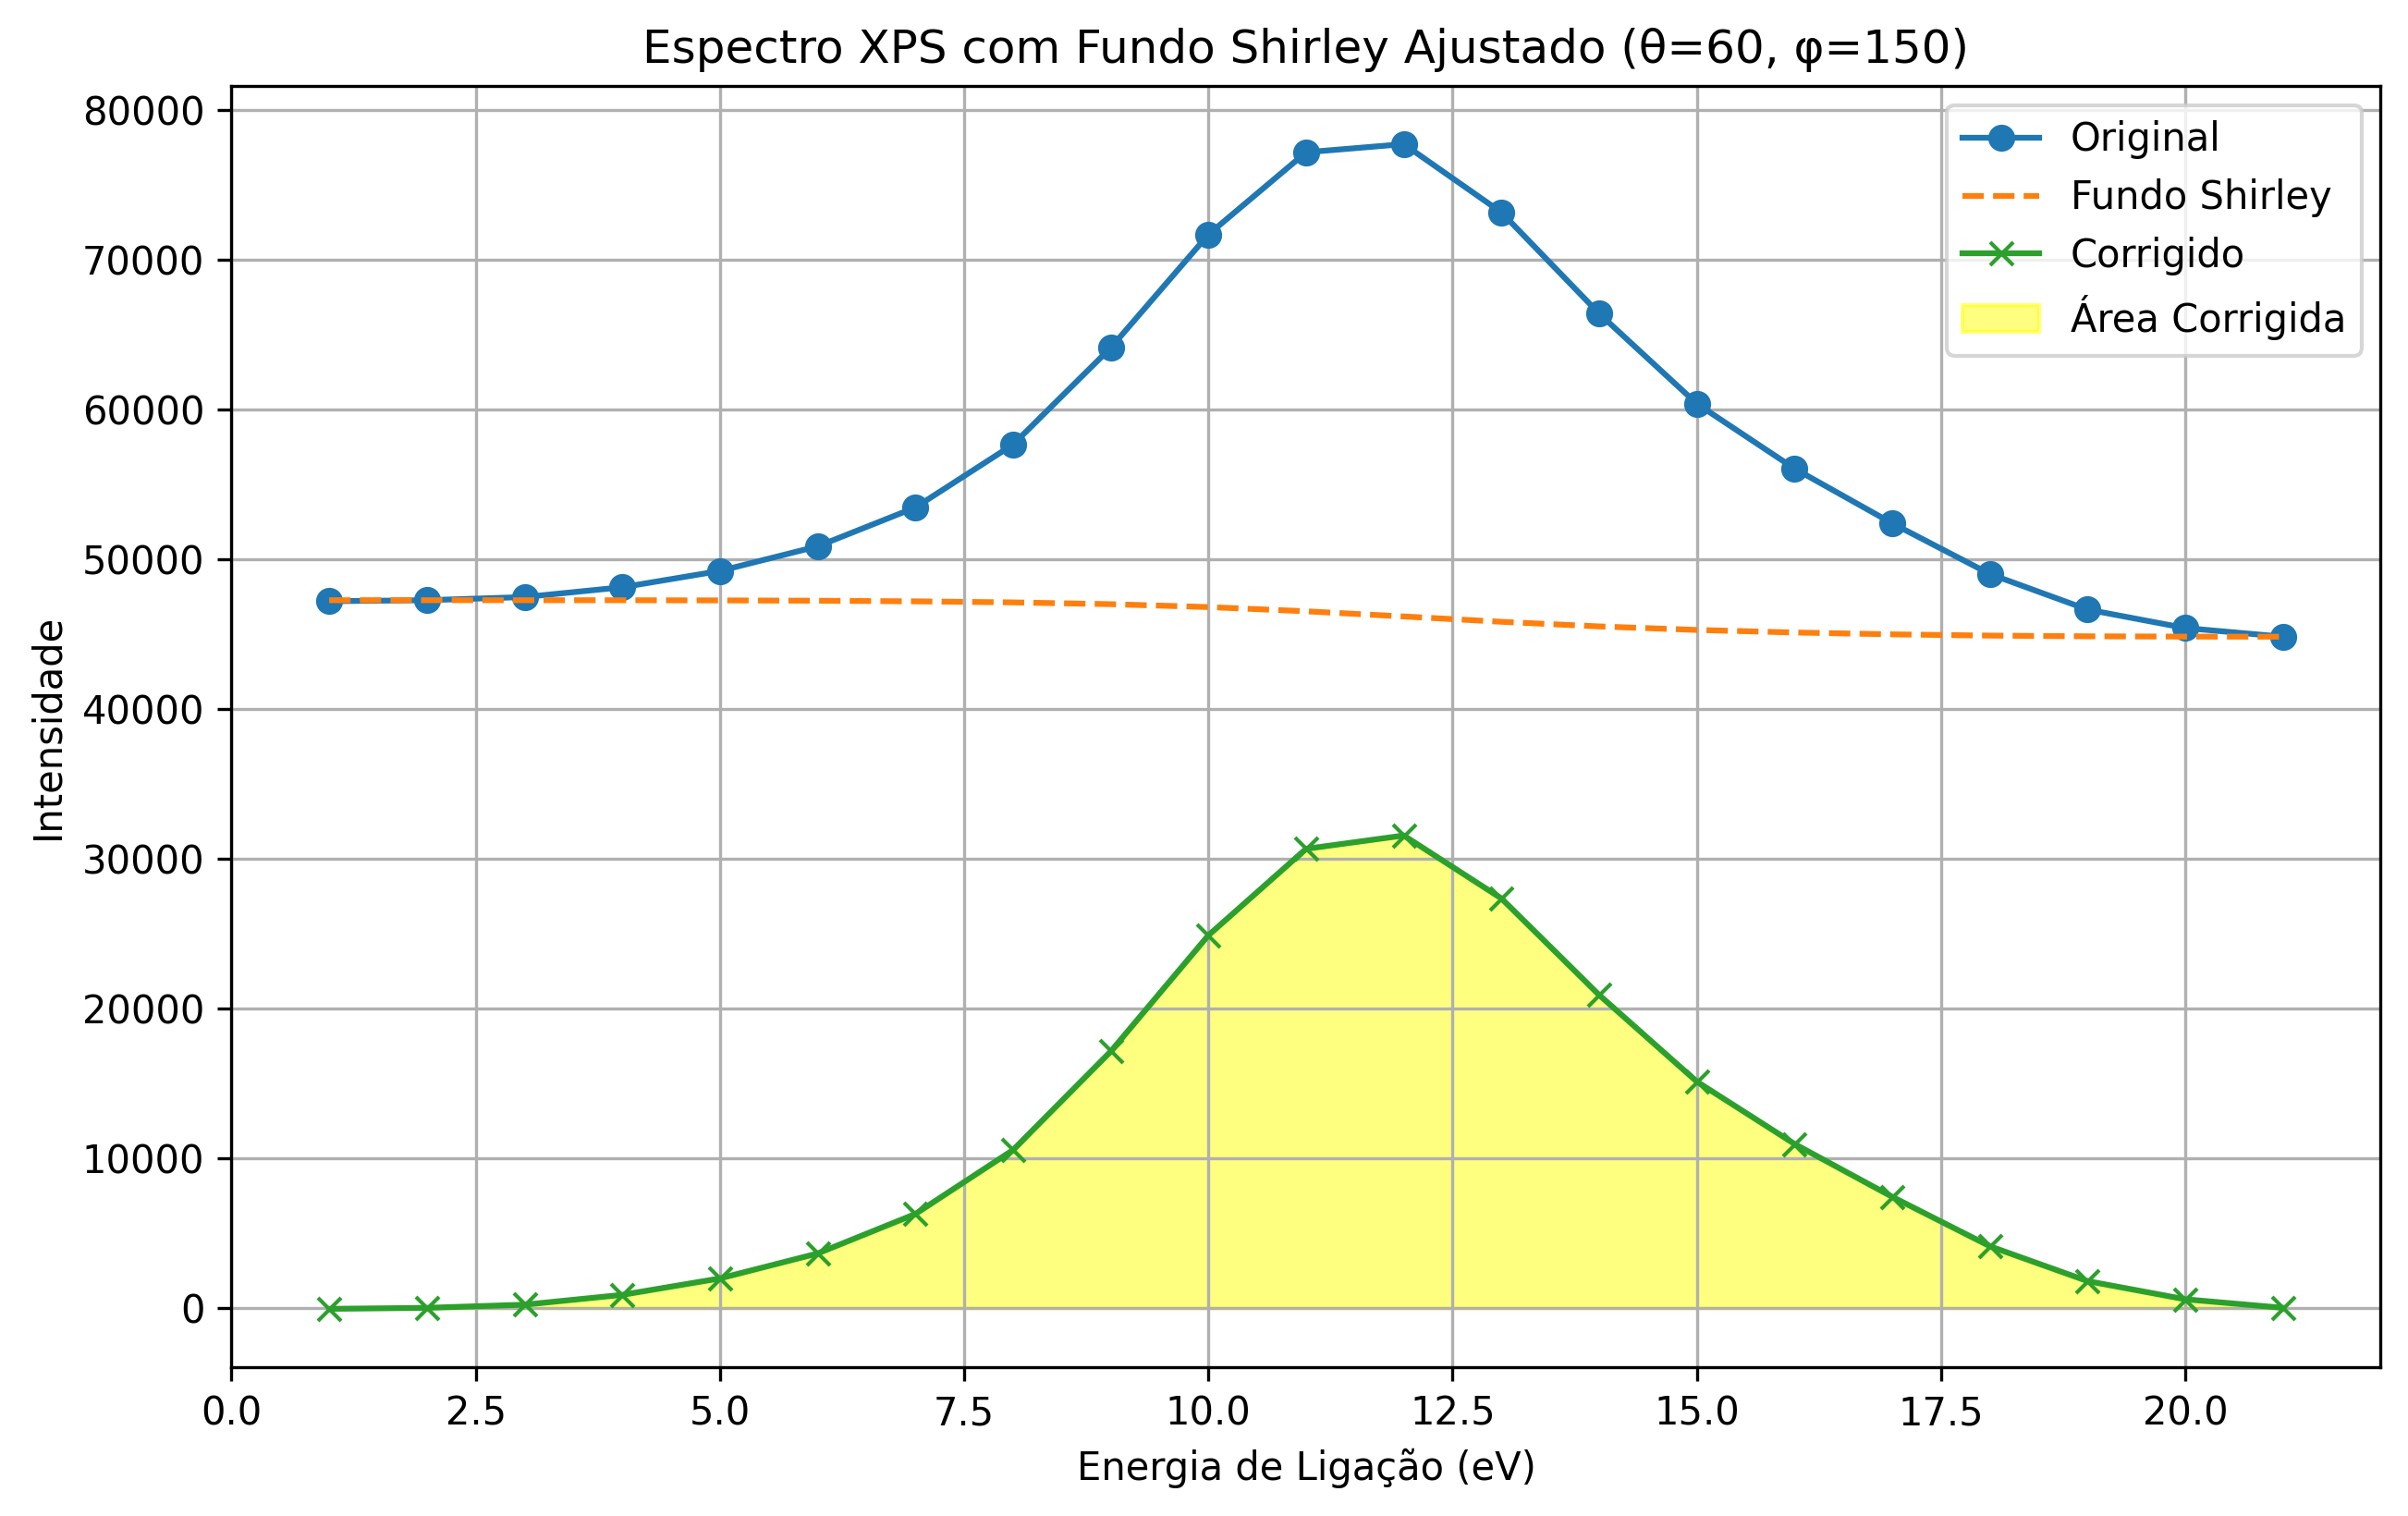 Espectro XPS com Fundo Shirley Ajustado (θ=60, φ=150)
80000
70000
60000
50000
40000
30000
20000
10000
0
Intensidade
Original
Fundo Shirley
Corrigido
Área Corrigida
0.0 2.5 5.0 7.5 10.0 12.5 15.0 17.5 20.0
Energia de Ligação (eV)